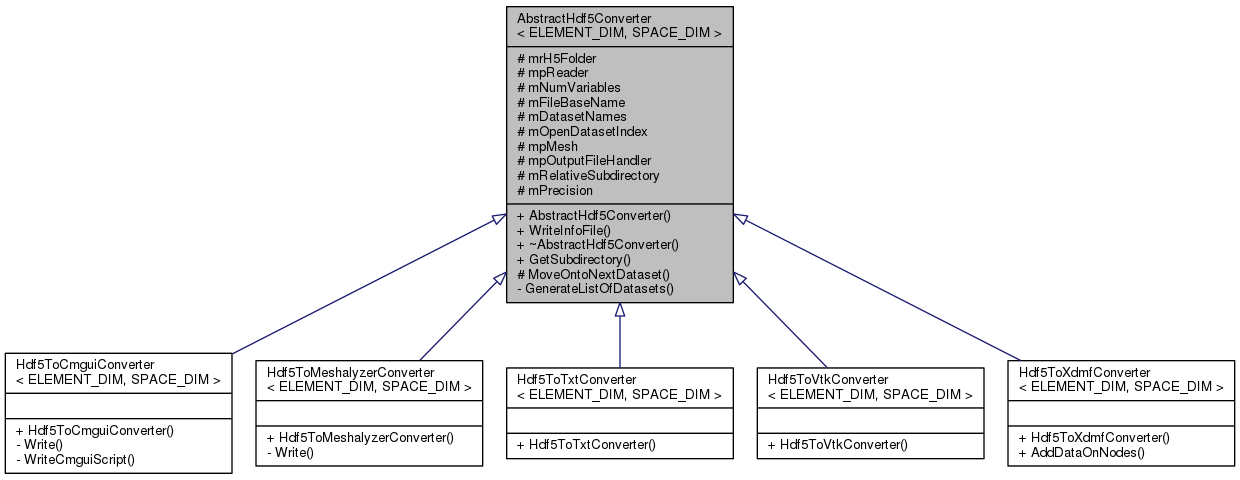 AbstractHdf5Converter
< ELEMENT_DIM, SPACE_DIM >
# mrH5Folder
# mpReader
# mNumVariables
# mFileBaseName
# mDatasetNames
# mOpenDatasetIndex
# mpMesh
# mpOutputFileHandler
# mRelativeSubdirectory
# mPrecision
+ AbstractHdf5Converter()
+ WriteInfoFile()
+ ~AbstractHdf5Converter()
+ GetSubdirectory()
# MoveOntoNextDataset()
- GenerateListOfDatasets()
Hdf5ToCmguiConverter
< ELEMENT_DIM, SPACE_DIM >
+ Hdf5ToCmguiConverter()
- Write()
- WriteCmguiScript()
Hdf5ToMeshalyzerConverter
< ELEMENT_DIM, SPACE_DIM >
+ Hdf5ToMeshalyzerConverter()
- Write()
Hdf5ToTxtConverter
< ELEMENT_DIM, SPACE_DIM >
+ Hdf5ToTxtConverter()
Hdf5ToVtkConverter
< ELEMENT_DIM, SPACE_DIM >
+ Hdf5ToVtkConverter()
Hdf5ToXdmfConverter
< ELEMENT_DIM, SPACE_DIM >
+ Hdf5ToXdmfConverter()
+ AddDataOnNodes()